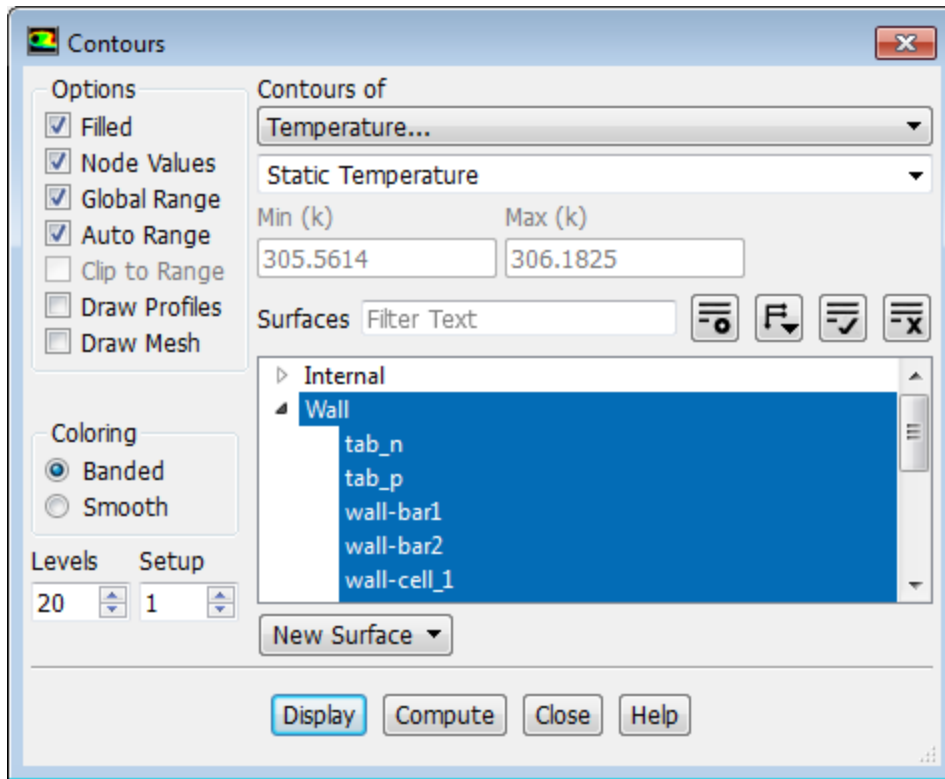 Contours
Options
Filled
Node Values
Global Range
Auto Range
Clip to Range
Draw Profiles
Draw Mesh
Coloring
Banded
Smooth
Levels Setup
20 1
Contours of
Temperature...
Static Temperature
Min (k) Max (k)
305.5614 306.1825
Surfaces Filter Text
Internal
Wall
tab_n
tab_p
wall-bar1
wall-bar2
wall-cell_1
New Surface
Display Compute Close Help